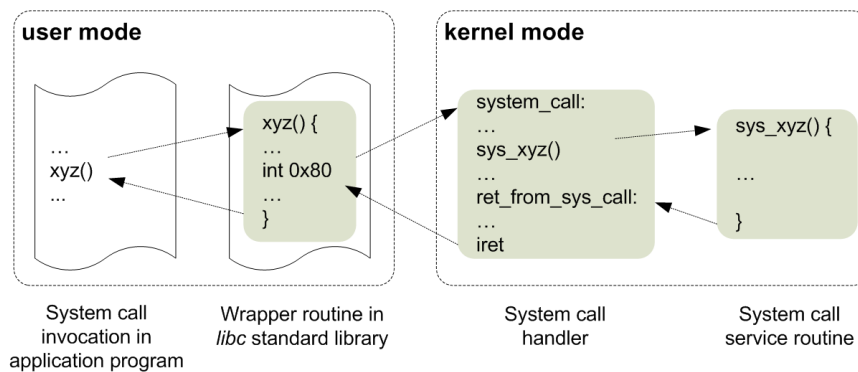 user mode
…
xyz()
...
xyz() {
…
int 0x80
…
}
kernel mode
system_call:
…
sys_xyz()
…
ret_from_sys_call:
…
iret
sys_xyz() {
…
}
System call
invocation in
application program
Wrapper routine in
libc standard library
System call
handler
System call
service routine